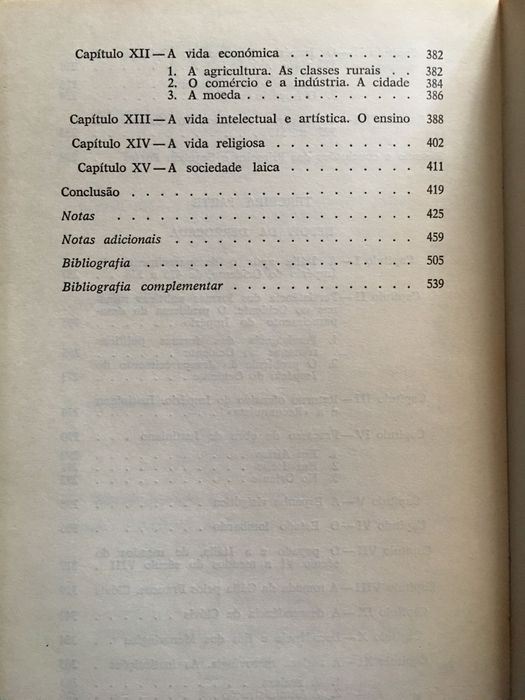 Capítulo XII — A vida económica . . . . . . . . . 382
1. A agricultura. As classes rurais . . 382
2. O comércio e a indústria. A cidade 384
3. A moeda . . . . . . . . . . . . 386
Capítulo XIII — A vida intelectual e artística. O ensino 388
Capítulo XIV — A vida religiosa . . . . . . . . . . 402
Capítulo XV — A sociedade laica . . . . . . . . . 411
Conclusão . . . . . . . . . . . . . . . . . . . . . 419
Notas . . . . . . . . . . . . . . . . . . . . . . 425
Notas adicionais . . . . . . . . . . . . . . . . . . 459
Bibliografia . . . . . . . . . . . . . . . . . . . . 505
Bibliografia complementar . . . . . . . . . . . . . 539